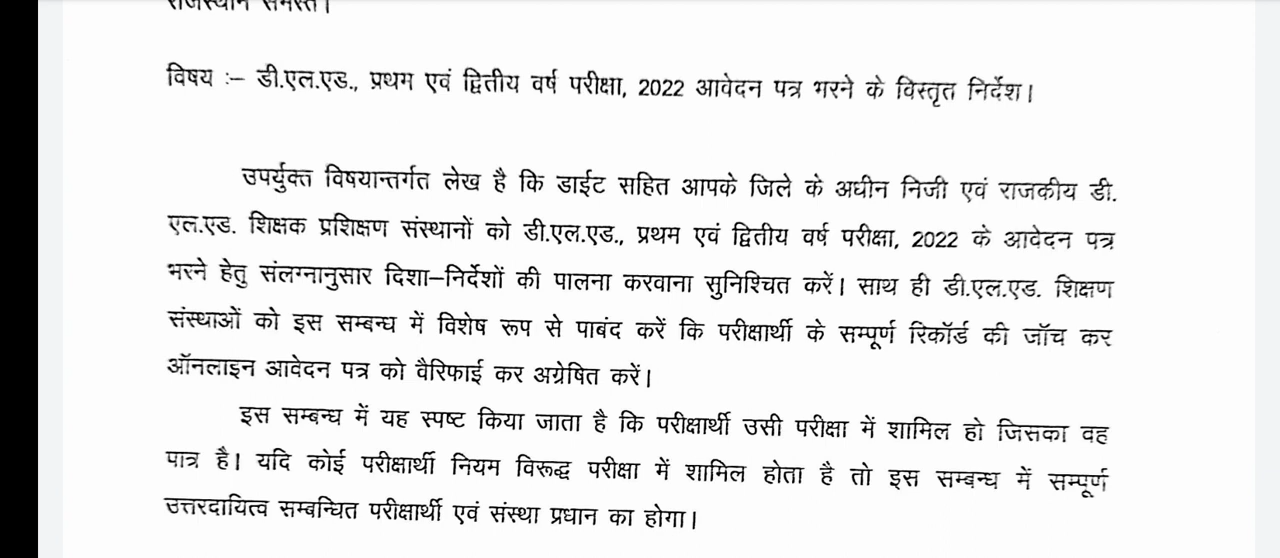 राजस्थान समस्त।
विषय :– डी.एल.एड., प्रथम एवं द्वितीय वर्ष परीक्षा, 2022 आवेदन पत्र भरने के विस्तृत निर्देश।
उपर्युक्त विषयान्तर्गत लेख है कि डाईट सहित आपके जिले के अधीन निजी एवं राजकीय डी.
एल.एड. शिक्षक प्रशिक्षण संस्थानों को डी.एल.एड., प्रथम एवं द्वितीय वर्ष परीक्षा, 2022 के आवेदन पत्र
भरने हेतु संलग्नानुसार दिशा–निर्देशों की पालना करवाना सुनिश्चित करें। साथ ही डी.एल.एड. शिक्षण
संस्थाओं को इस सम्बन्ध में विशेष रूप से पाबंद करें कि परीक्षार्थी के सम्पूर्ण रिकॉर्ड की जॉच कर
ऑनलाइन आवेदन पत्र को वैरिफाई कर अग्रेषित करें।
इस सम्बन्ध में यह स्पष्ट किया जाता है कि परीक्षार्थी उसी परीक्षा में शामिल हो जिसका वह
पात्र है। यदि कोई परीक्षार्थी नियम विरूद्ध परीक्षा में शामिल होता है तो इस सम्बन्ध में सम्पूर्ण
उत्तरदायित्व सम्बन्धित परीक्षार्थी एवं संस्था प्रधान का होगा।